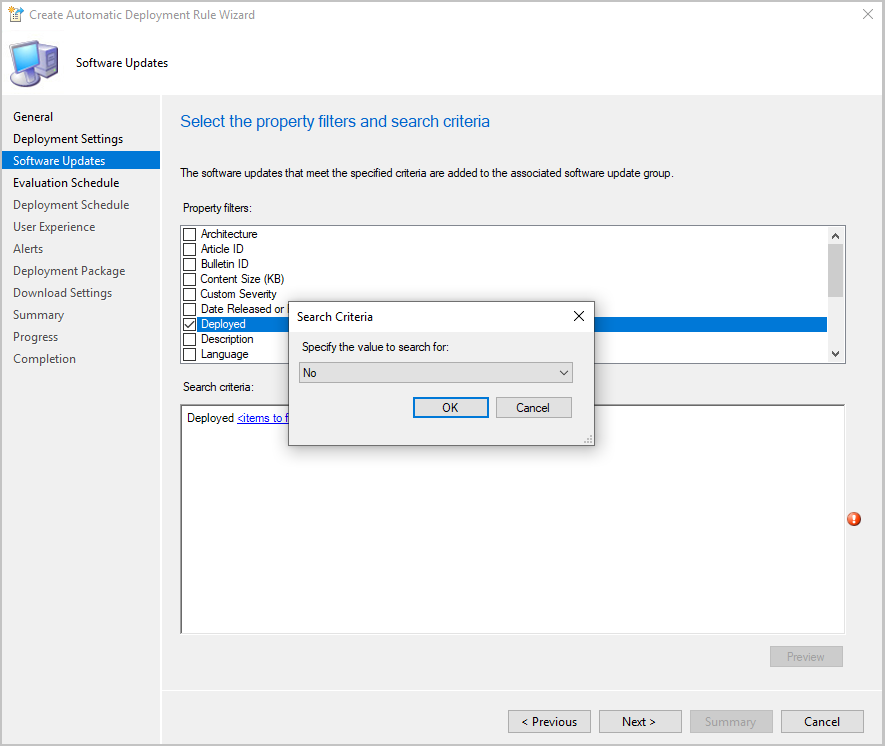 Create Automatic Deployment Rule Wizard
Software Updates
General
Deployment Settings
Software Updates
Evaluation Schedule
Deployment Schedule
User Experience
Alerts
Deployment Package
Download Settings
Summary
Progress
Completion
Select the property filters and search criteria
The software updates that meet the specified criteria are added to the associated software update group.
Property filters:
Architecture
Article ID
Bulletin ID
Content Size (KB)
Custom Severity
Date Released or
Deployed
Description
Language
Search Criteria
Specify the value to search for:
No
OK Cancel
Search criteria:
Deployed <items to f
Preview
< Previous Next > Summary Cancel